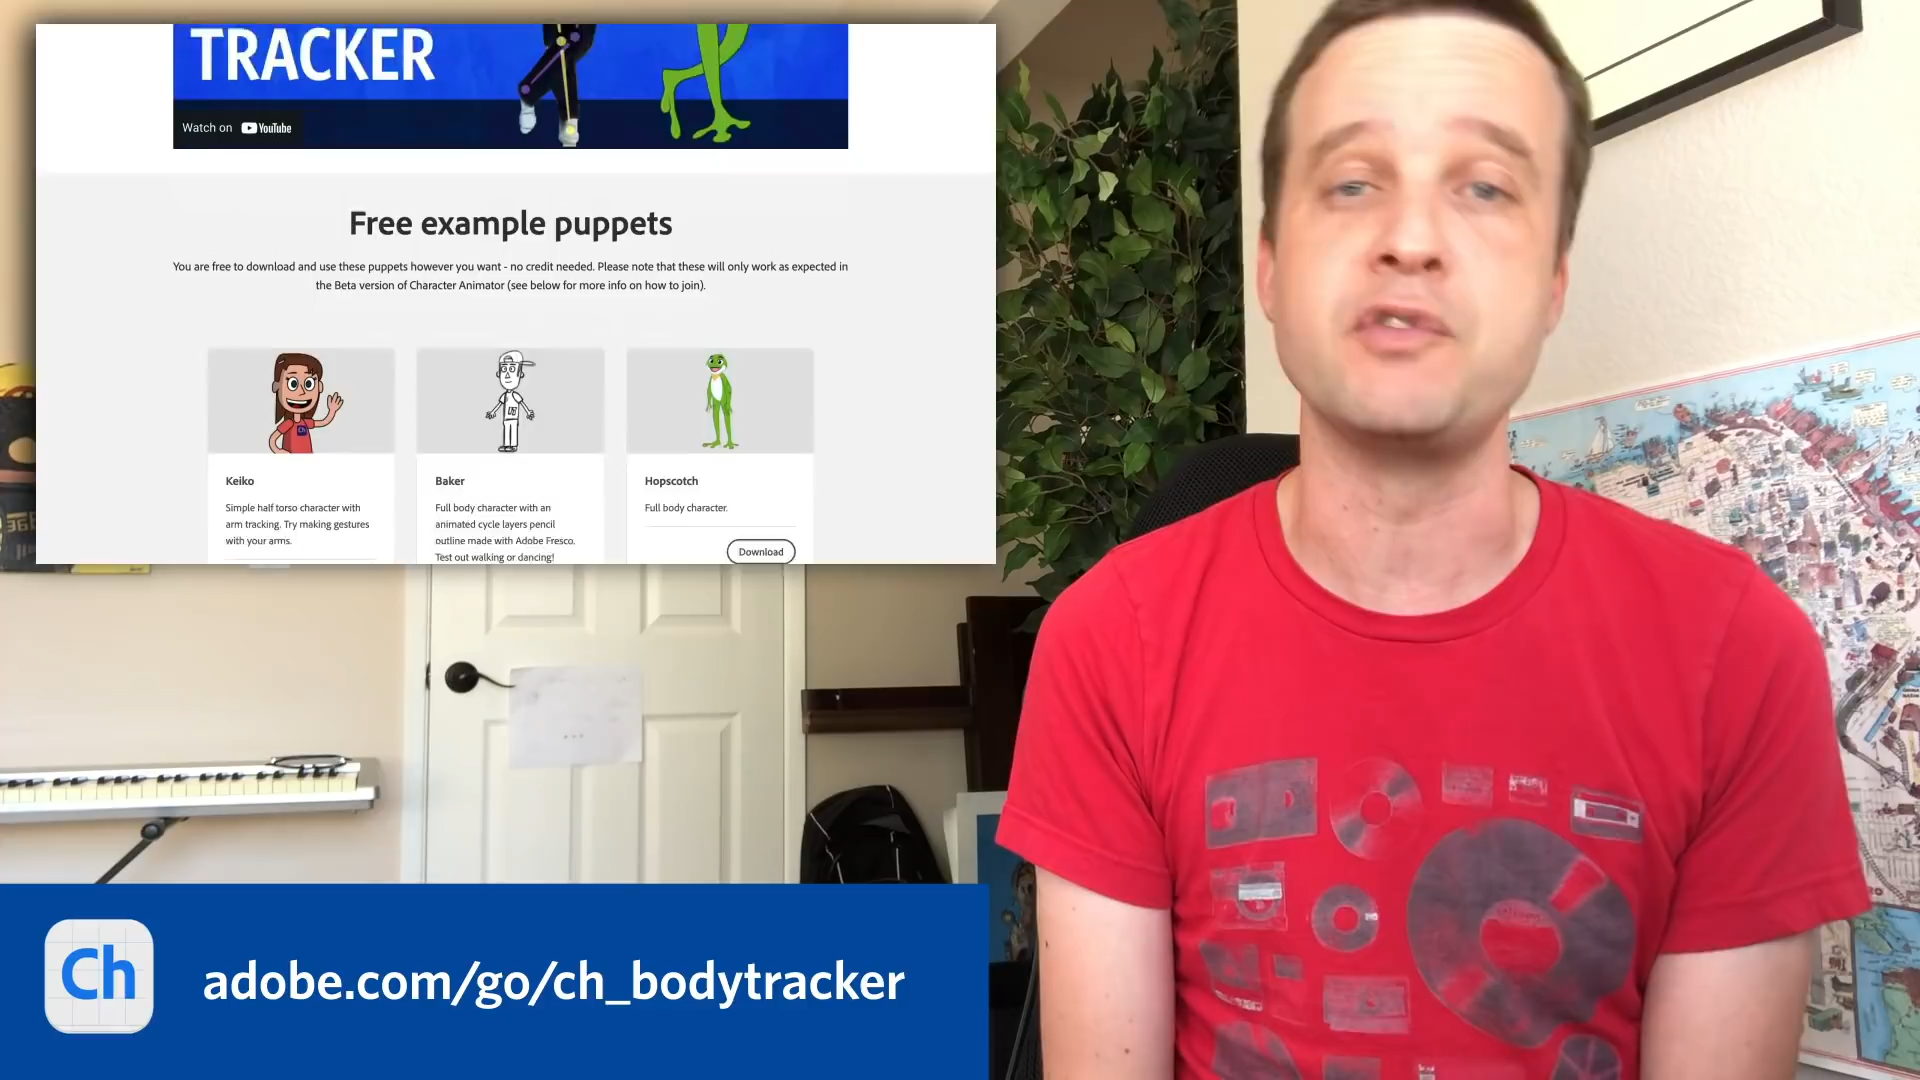 TRACKER
Watch on YouTube
Free example puppets
You are free to download and use these puppets however you want - no credit needed. Please note that these will only work as expected in
the Beta version of Character Animator (see below for more info on how to join).
Keiko
Simple half torso character with
arm tracking. Try making gestures
with your arms.
Baker
Full body character with an
animated cycle layers pencil
outline made with Adobe Fresco.
Test out walking or dancing!
Hopscotch
Full body character.
Download
Ch
adobe.com/go/ch_bodytracker